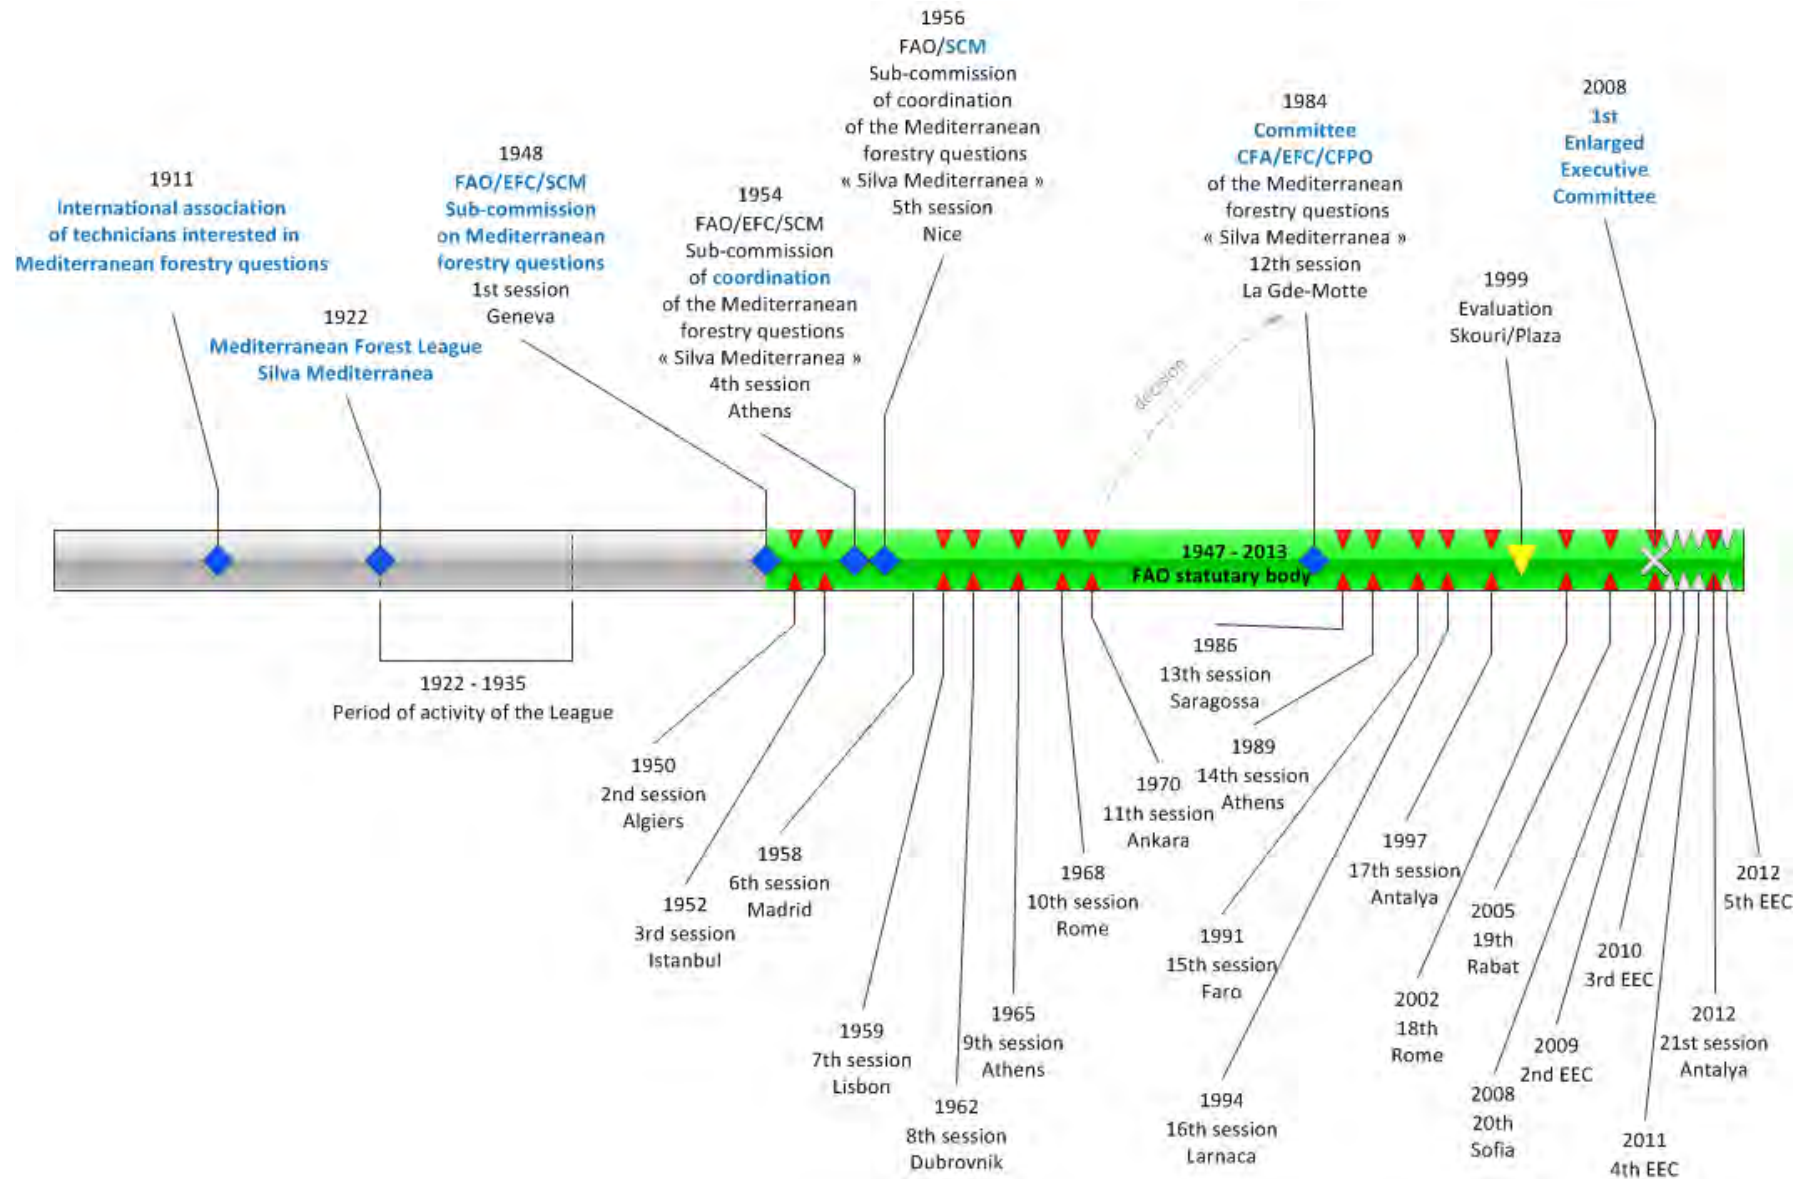 1911
International association
of technicians interested in
Mediterranean forestry questions
1922
Mediterranean Forest League
Silva Mediterranea
1948
FAO/EFC/SCM
Sub-commission
on Mediterranean
forestry questions
1st session
Geneva
1954
FAO/EFC/SCM
Sub-commission
of coordination
of the Mediterranean
forestry questions
« Silva Mediterranea »
4th session
Athens
1956
FAO/SCM
Sub-commission
of coordination
of the Mediterranean
forestry questions
« Silva Mediterranea »
5th session
Nice
decision
1984
Committee
CFA/EFC/CFPO
of the Mediterranean
forestry questions
« Silva Mediterranea »
12th session
La Gde-Motte
1999
Evaluation
Skouri/Plaza
2008
1st
Enlarged
Executive
Committee
1947 - 2013
FAO statutary body
1922 - 1935
Period of activity of the League
1950
2nd session
Algiers
1952
3rd session
Istanbul
1958
6th session
Madrid
1959
7th session
Lisbon
1962
8th session
Dubrovnik
1965
9th session
Athens
1968
10th session
Rome
1970
11th session
Ankara
1986
13th session
Saragossa
1989
14th session
Athens
1991
15th session
Faro
1994
16th session
Larnaca
1997
17th session
Antalya
2002
18th
Rome
2005
19th
Rabat
2008
20th
Sofia
2009
2nd EEC
2010
3rd EEC
2011
4th EEC
2012
21st session
Antalya
2012
5th EEC